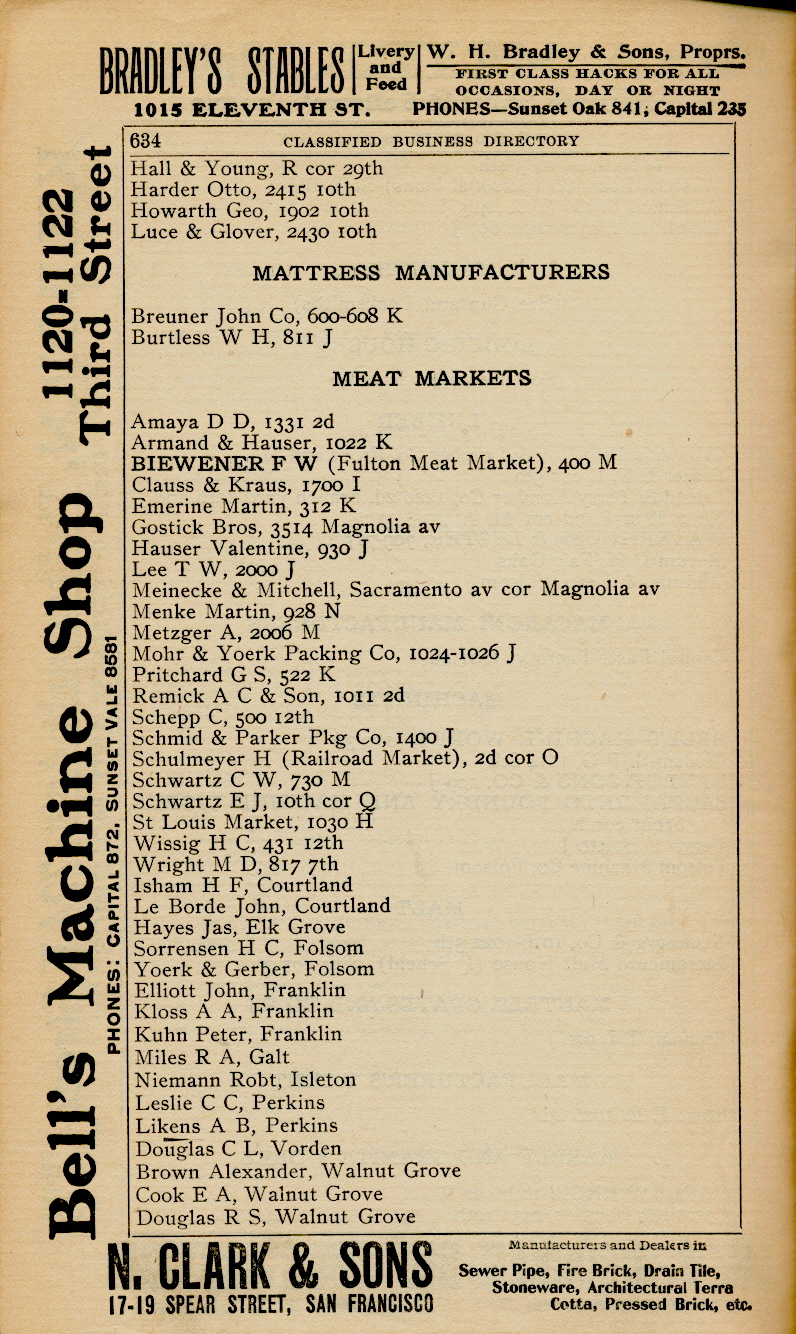 BRADLEY'S STABLES
Livery
and
Feed
W. H. Bradley & Sons, Proprs.
FIRST CLASS HACKS FOR ALL
OCCASIONS, DAY OR NIGHT
1015 ELEVENTH ST. PHONES—Sunset Oak 841; Capital 235
634 CLASSIFIED BUSINESS DIRECTORY
Hall & Young, R cor 29th
Harder Otto, 2415 10th
Howarth Geo, 1902 10th
Luce & Glover, 2430 10th
MATTRESS MANUFACTURERS
Breuner John Co, 600-608 K
Burtless W H, 811 J
MEAT MARKETS
Amaya D D, 1331 2d
Armand & Hauser, 1022 K
BIEWENER F W (Fulton Meat Market), 400 M
Clauss & Kraus, 1700 I
Emerine Martin, 312 K
Gostick Bros, 3514 Magnolia av
Hauser Valentine, 930 J
Lee T W, 2000 J
Meinecke & Mitchell, Sacramento av cor Magnolia av
Menke Martin, 928 N
Metzger A, 2006 M
Mohr & Yoerk Packing Co, 1024-1026 J
Pritchard G S, 522 K
Remick A C & Son, 1011 2d
Schepp C, 500 12th
Schmid & Parker Pkg Co, 1400 J
Schulmeyer H (Railroad Market), 2d cor O
Schwartz C W, 730 M
Schwartz E J, 10th cor Q
St Louis Market, 1030 H
Wissig H C, 431 12th
Wright M D, 817 7th
Isham H F, Courtland
Le Borde John, Courtland
Hayes Jas, Elk Grove
Sorrensen H C, Folsom
Yoerk & Gerber, Folsom
Elliott John, Franklin
Kloss A A, Franklin
Kuhn Peter, Franklin
Miles R A, Galt
Niemann Robt, Isleton
Leslie C C, Perkins
Likens A B, Perkins
Douglas C L, Vorden
Brown Alexander, Walnut Grove
Cook E A, Walnut Grove
Douglas R S, Walnut Grove
Bell's Machine Shop
1120-1122
Third Street
PHONES: CAPITAL 872, SUNSET VALE 8581
N. CLARK & SONS
17-19 SPEAR STREET, SAN FRANCISCO
Manufacturers and Dealers in
Sewer Pipe, Fire Brick, Drain Tile,
Stoneware, Architectural Terra
Cotta, Pressed Brick, etc.